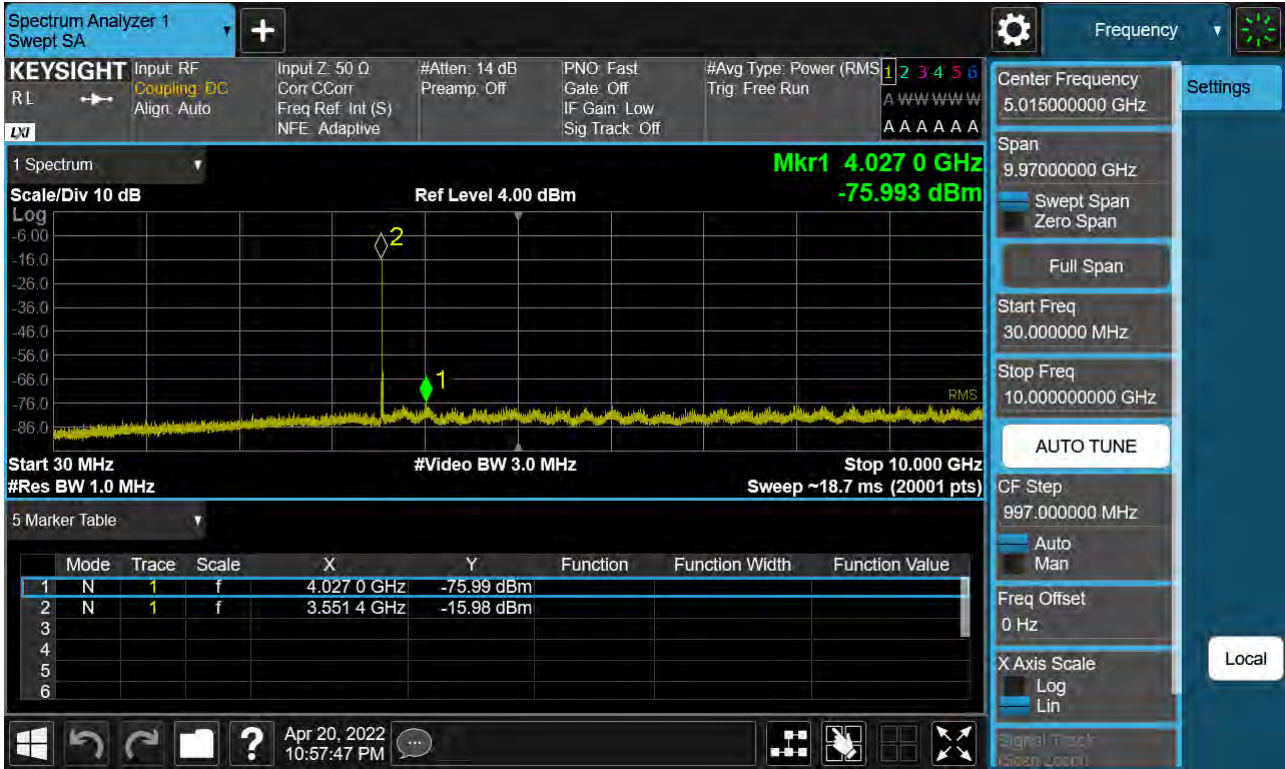 Spectrum Analyzer 1
Swept SA
+
Frequency
KEYSIGHT
RL
LXI
Input: RF
Coupling: DC
Align: Auto
Input Z: 50 Ω
Corr CCorr
Freq Ref: Int (S)
NFE: Adaptive
#Atten: 14 dB
Preamp: Off
PNO: Fast
Gate: Off
IF Gain: Low
Sig Track: Off
#Avg Type: Power (RMS
Trig: Free Run
1 2 3 4 5 6
A W W W W W
A A A A A A
1 Spectrum
Mkr1 4.027 0 GHz
Scale/Div 10 dB
Ref Level 4.00 dBm
-75.993 dBm
Log
-6.00
-16.0
-26.0
-36.0
-46.0
-56.0
-66.0
-76.0
-86.0
2
1
RMS
Start 30 MHz
#Video BW 3.0 MHz
Stop 10.000 GHz
#Res BW 1.0 MHz
Sweep ~18.7 ms (20001 pts)
5 Marker Table
Mode Trace Scale X Y Function Function Width Function Value
1 N 1 f 4.027 0 GHz -75.99 dBm
2 N 1 f 3.551 4 GHz -15.98 dBm
3
4
5
6
Apr 20, 2022
10:57:47 PM
Center Frequency
5.015000000 GHz
Span
9.97000000 GHz
Swept Span
Zero Span
Full Span
Start Freq
30.000000 MHz
Stop Freq
10.000000000 GHz
AUTO TUNE
CF Step
997.000000 MHz
Auto
Man
Freq Offset
0 Hz
X Axis Scale
Log
Lin
Signal Track
(Span Zoom)
Settings
Local